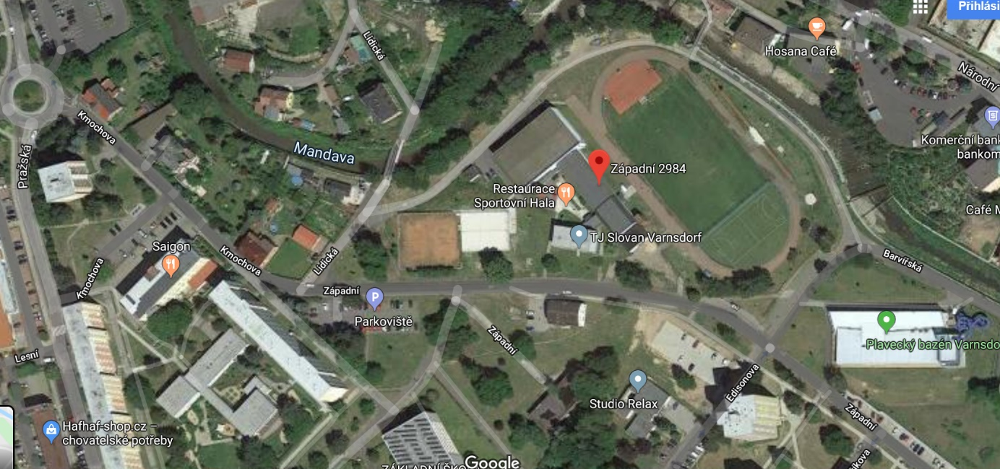 Přihlási
Hosana Café
Lidická
Národní
Kmochova
Komerční bank
bankom
Mandava
Pražská
Západní 2984
Restaurace
Sportovní Hala
Café M
TJ Slovan Varnsdorf
Saigon
Kmochova
Lidická
Barvířská
Kmochova
Západní
Parkoviště
Západní
Plavecký bazén Varnsdo
Lesní
Edisonova
Studio Relax
Západní
Hafhaf-shop.cz –
chovatelské potřeby
ZÁKLADNÍ ŠKO
Google
íkova